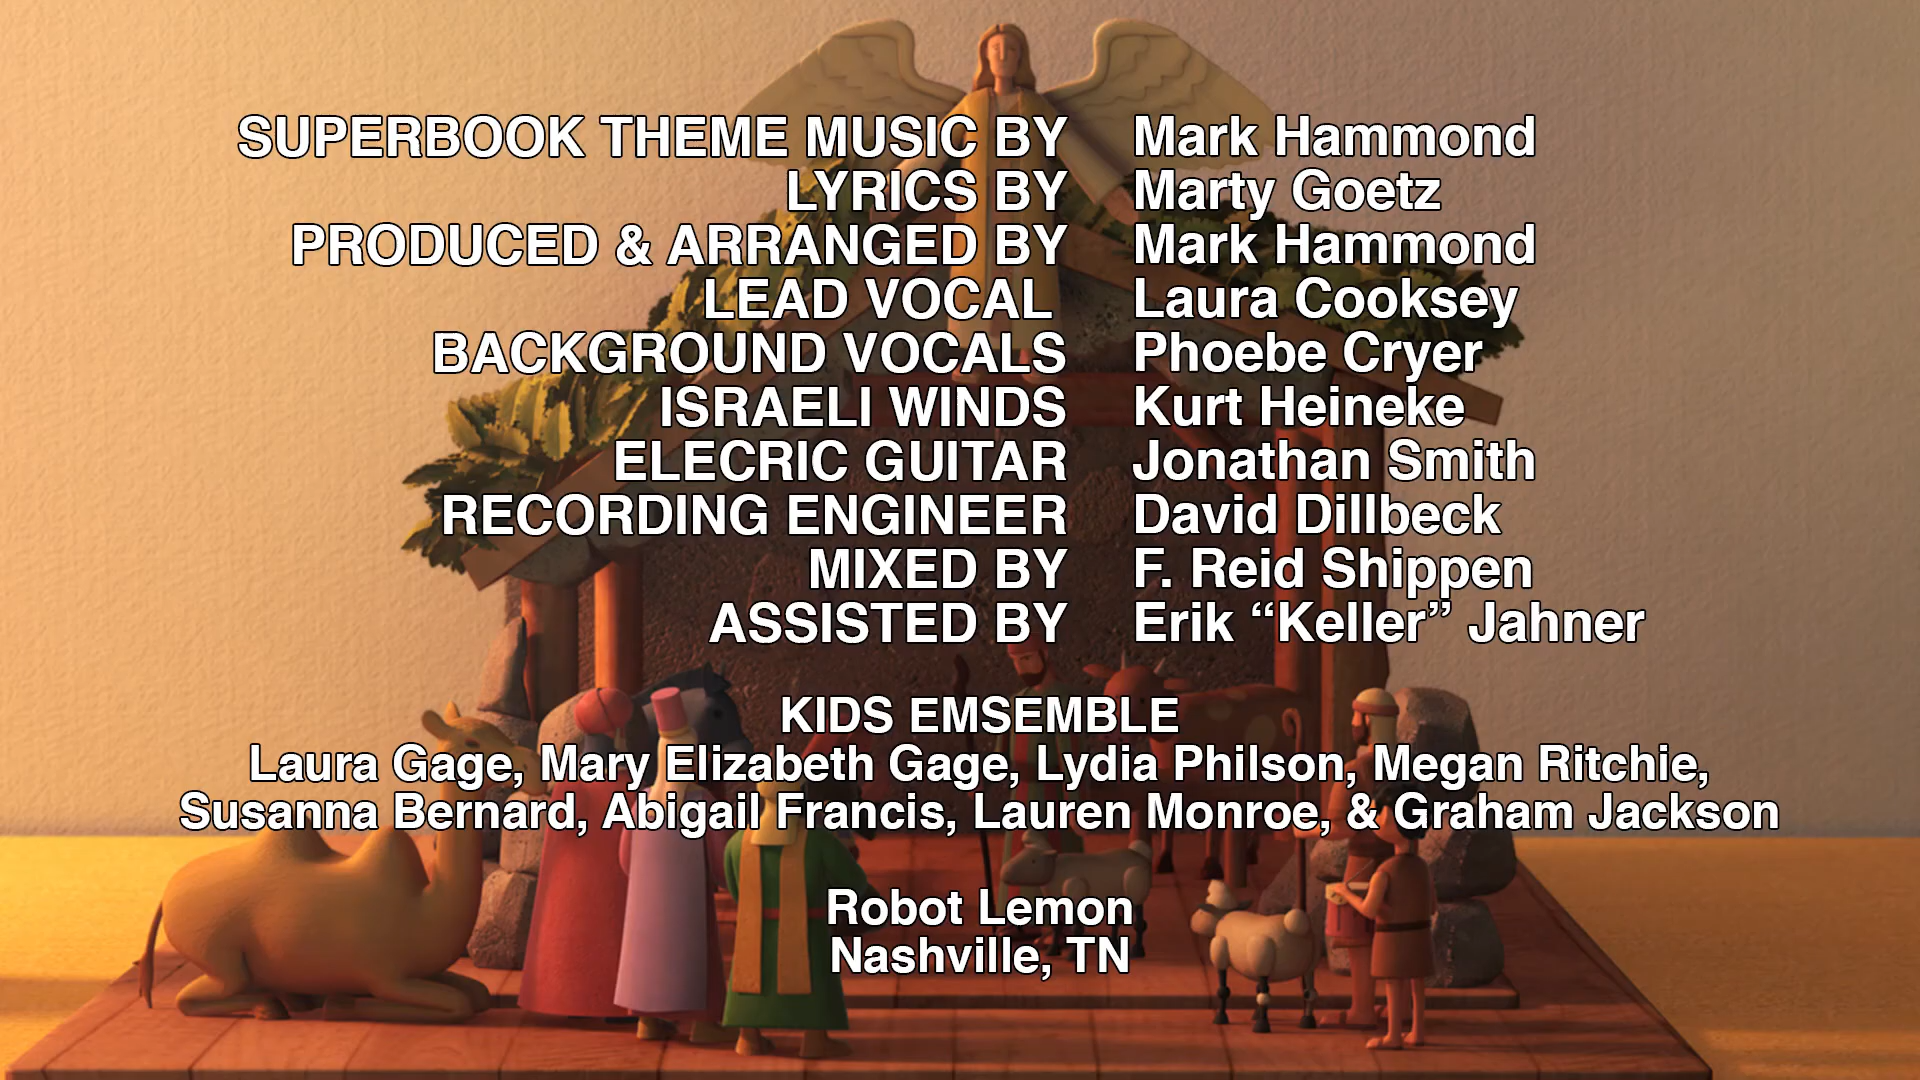 SUPERBOOK THEME MUSIC BY Mark Hammond
LYRICS BY Marty Goetz
PRODUCED & ARRANGED BY Mark Hammond
LEAD VOCAL Laura Cooksey
BACKGROUND VOCALS Phoebe Cryer
ISRAELI WINDS Kurt Heineke
ELECRIC GUITAR Jonathan Smith
RECORDING ENGINEER David Dillbeck
MIXED BY F. Reid Shippen
ASSISTED BY Erik “Keller” Jahner
KIDS EMSEMBLE
Laura Gage, Mary Elizabeth Gage, Lydia Philson, Megan Ritchie,
Susanna Bernard, Abigail Francis, Lauren Monroe, & Graham Jackson
Robot Lemon
Nashville, TN